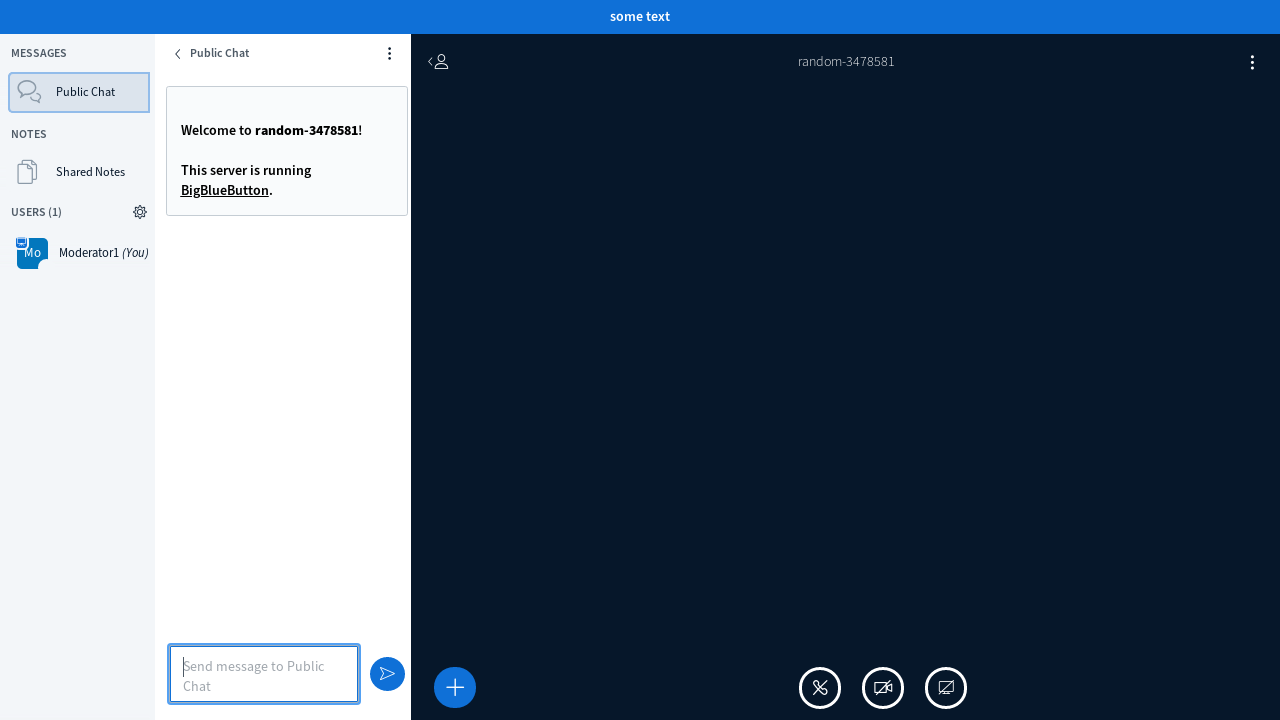 some text
MESSAGES
Public Chat
NOTES
Shared Notes
USERS (1)
Mo
Moderator1 (You)
Public Chat
Welcome to random-3478581!
This server is running
BigBlueButton.
Send message to Public
Chat
random-3478581